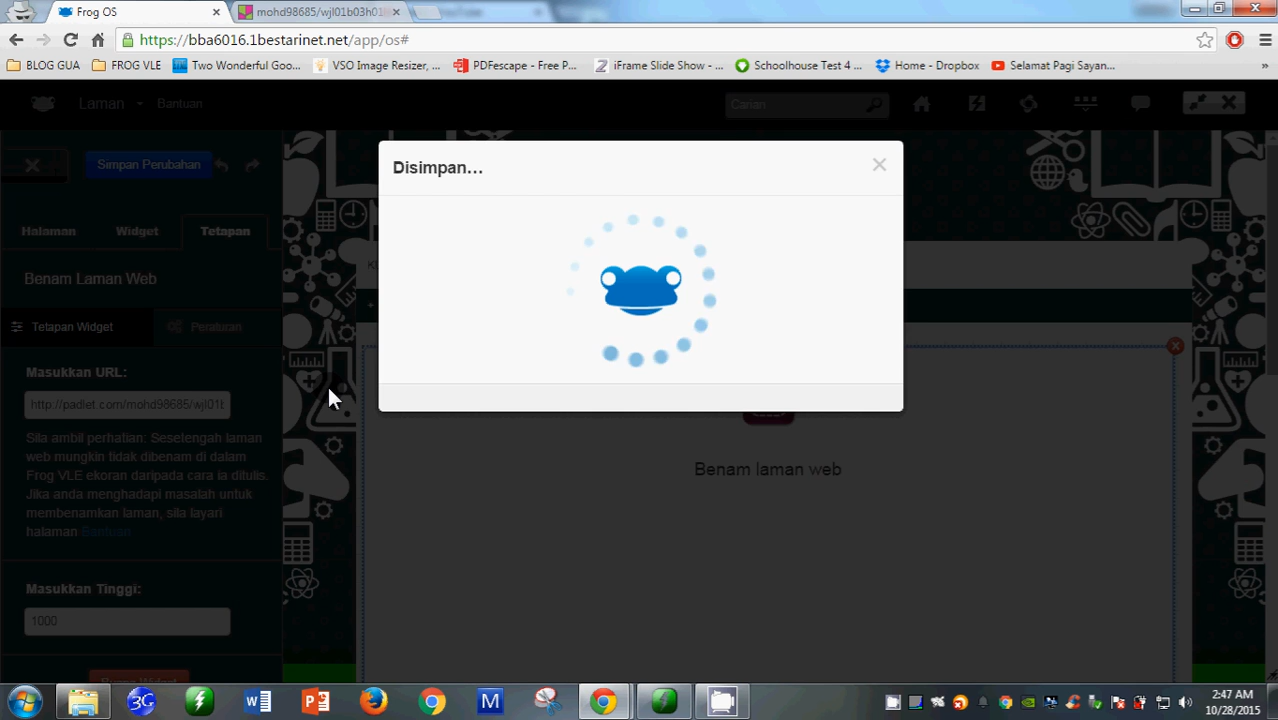 Frog OS
mohd98685/wjl01b03h01b
https://bba6016.1bestarinet.net/app/os#
BLOG GUA
FROG VLE
Two Wonderful Goo...
VSO Image Resizer, ...
PDFescape - Free P...
iFrame Slide Show - ...
Schoolhouse Test 4 ...
Home - Dropbox
Selamat Pagi Sayan...
»
Laman
Bantuan
Carian
Simpan Perubahan
Disimpan...
Halaman
Widget
Tetapan
Benam Laman Web
Tetapan Widget
Peraturan
Masukkan URL:
http://padlet.com/mohd98685/wjl01b
Sila ambil perhatian: Sesetengah laman
web mungkin tidak dibenam di dalam
Frog VLE ekoran daripada cara ia ditulis.
Jika anda menghadapi masalah untuk
membenamkan laman, sila layari
halaman Bantuan
Benam laman web
Masukkan Tinggi:
1000
3G
M
2:47 AM
10/28/2015